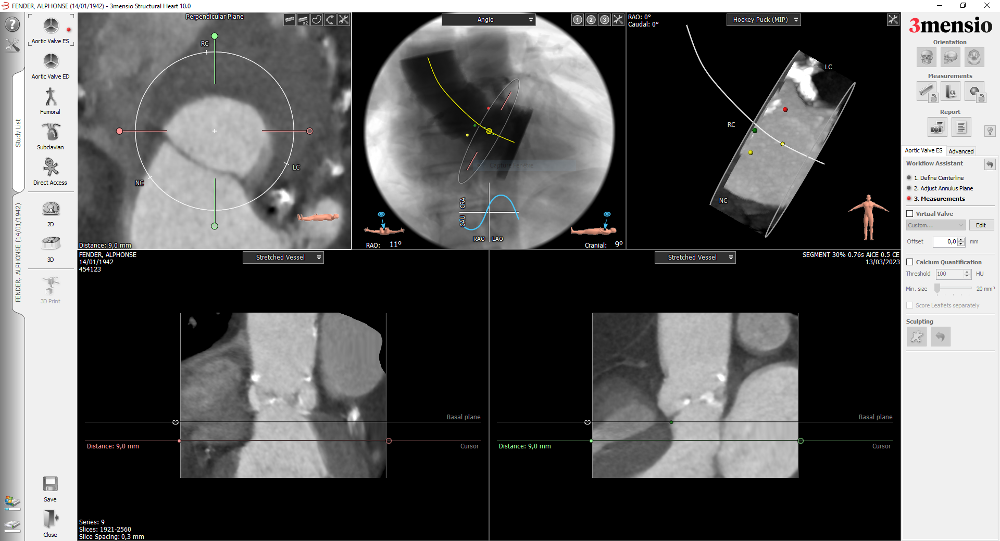 FENDER, ALPHONSE (14/01/1942) - 3mensio Structural Heart 10.0
Aortic Valve ES
Aortic Valve ED
Femoral
Subclavian
Direct Access
2D
3D
3D Print
Save
Close
Study List
FENDER, ALPHONSE (14/01/1942)
Perpendicular Plane
x2
RC
LC
NC
Distance: 9,0 mm
Angio
1 2 3
Capture Fenêtre
CRA
CAU
RAO LAO
RAO: 11°
Cranial: 9°
RAO: 0°
Caudal: 0°
Hockey Puck (MIP)
LC
RC
NC
FENDER, ALPHONSE
14/01/1942
454123
Stretched Vessel
Basal plane
Distance: 9,0 mm
Cursor
Series: 9
Slices: 1921-2560
Slice Spacing: 0,3 mm
Stretched Vessel
SEGMENT 30% 0.76s AiCE 0.5 CE
13/03/2023
Basal plane
Distance: 9,0 mm
Cursor
3mensio
Orientation
Measurements
α
Report
Aortic Valve ES
Advanced
Workflow Assistant
1. Define Centerline
2. Adjust Annulus Plane
3. Measurements
Virtual Valve
Custom...
Edit
Offset 0,0 mm
Calcium Quantification
Threshold 100 HU
Min. size 20 mm³
Score Leaflets separately
Sculpting